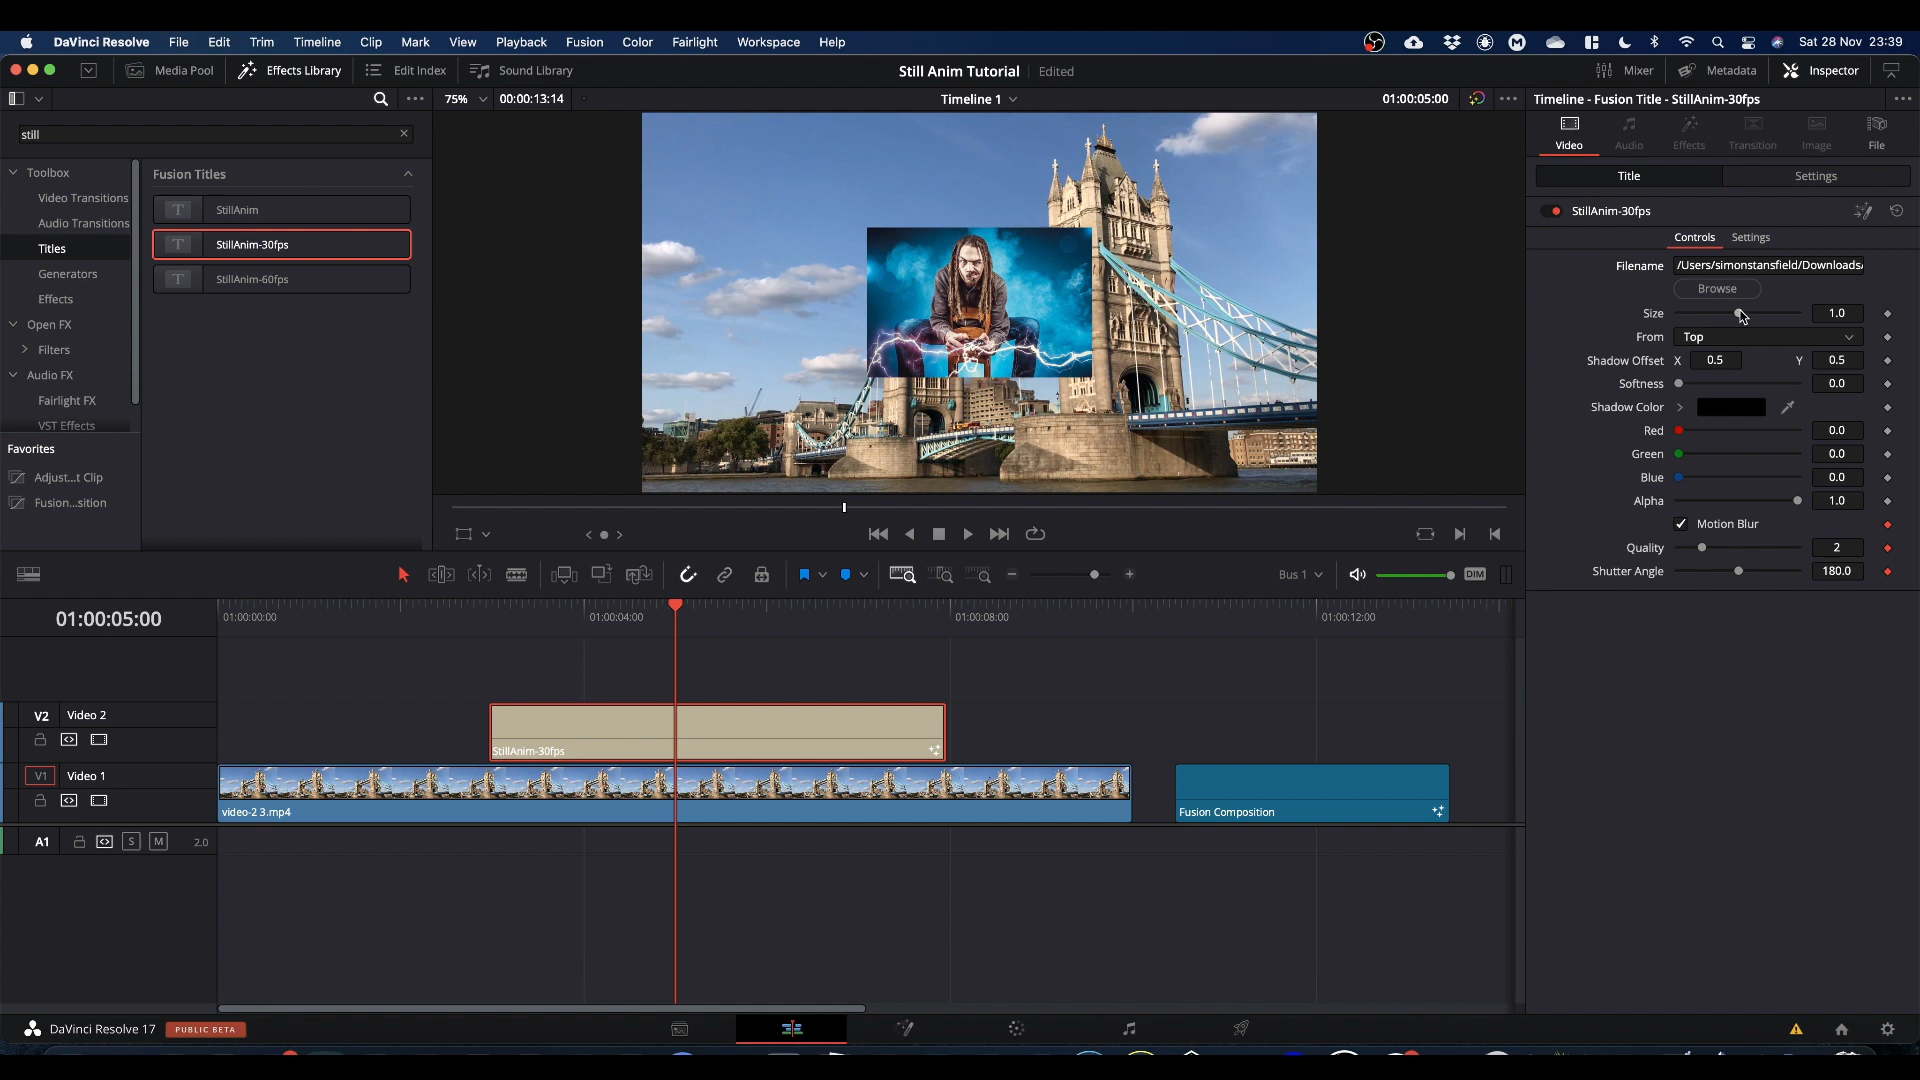 DaVinci Resolve File Edit Trim Timeline Clip Mark View Playback Fusion Color Fairlight Workspace Help Sat 28 Nov 23:39
Media Pool Effects Library Edit Index Sound Library Still Anim Tutorial Edited Mixer Metadata Inspector
75% 00:00:13:14 Timeline 1 01:00:05:00 Timeline - Fusion Title - StillAnim-30fps
still
Video Audio Effects Transition Image File
Toolbox
Video Transitions
Audio Transitions
Titles
Generators
Effects
Open FX
Filters
Audio FX
Fairlight FX
VST Effects
Favorites
Adjust...t Clip
Fusion...sition
Fusion Titles
T StillAnim
T StillAnim-30fps
T StillAnim-60fps
Title Settings
StillAnim-30fps
Controls Settings
Filename /Users/simonstansfield/Downloads/
Browse
Size 1.0
From Top
Shadow Offset X 0.5 Y 0.5
Softness 0.0
Shadow Color
Red 0.0
Green 0.0
Blue 0.0
Alpha 1.0
Motion Blur
Quality 2
Shutter Angle 180.0
Bus 1 DIM
01:00:05:00 01:00:00:00 01:00:04:00 01:00:08:00 01:00:12:00
V2 Video 2
StillAnim-30fps
V1 Video 1
video-2 3.mp4 Fusion Composition
A1 S M 2.0
DaVinci Resolve 17 PUBLIC BETA